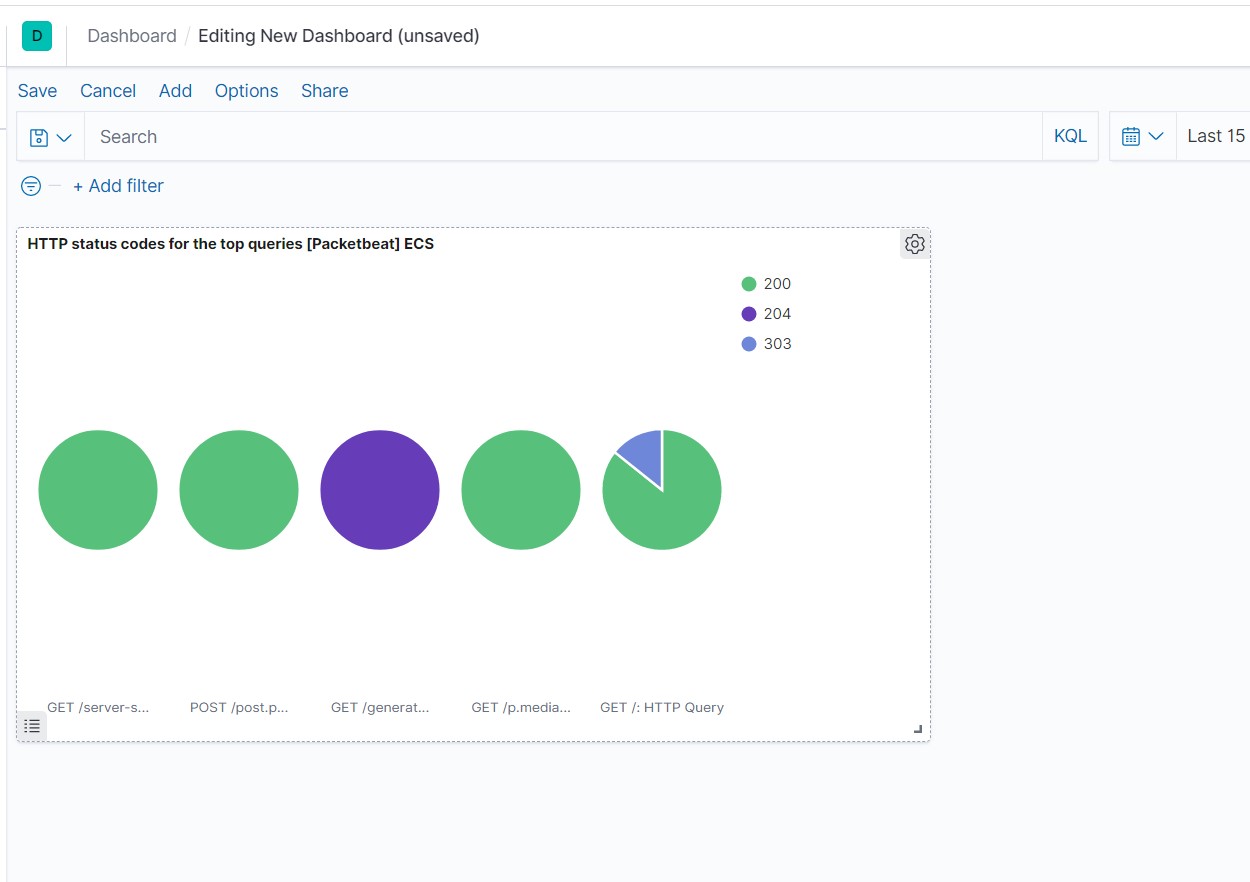 D Dashboard / Editing New Dashboard (unsaved)
Save Cancel Add Options Share
Search KQL Last 15
+ Add filter
HTTP status codes for the top queries [Packetbeat] ECS
200
204
303
GET /server-s... POST /post.p... GET /generat... GET /p.media... GET /: HTTP Query